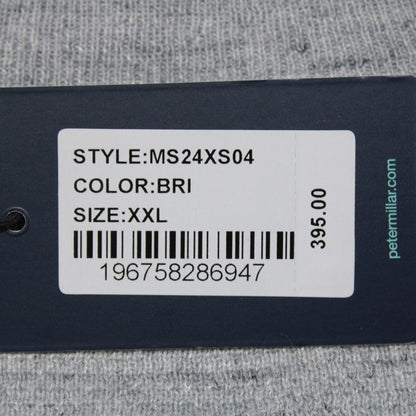 STYLE:MS24XS04
COLOR:BRI
SIZE:XXL
196758286947
395.00
petermillar.com